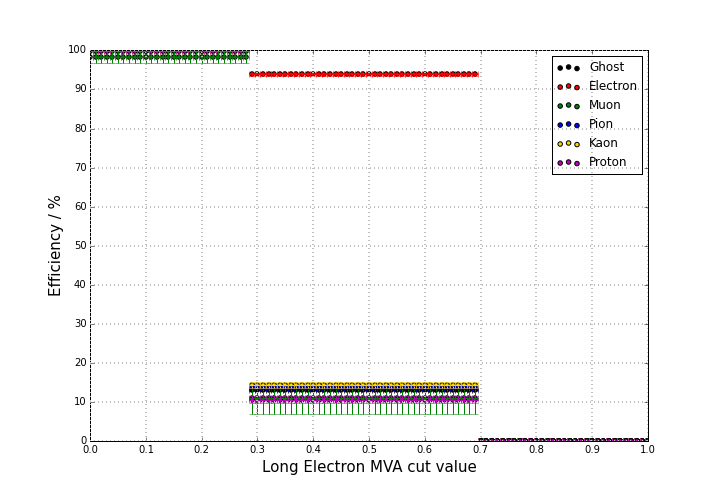 100
90
80
70
60
50
40
30
20
10
0
Efficiency / %
Ghost
Electron
Muon
Pion
Kaon
Proton
0.0 0.1 0.2 0.3 0.4 0.5 0.6 0.7 0.8 0.9 1.0
Long Electron MVA cut value